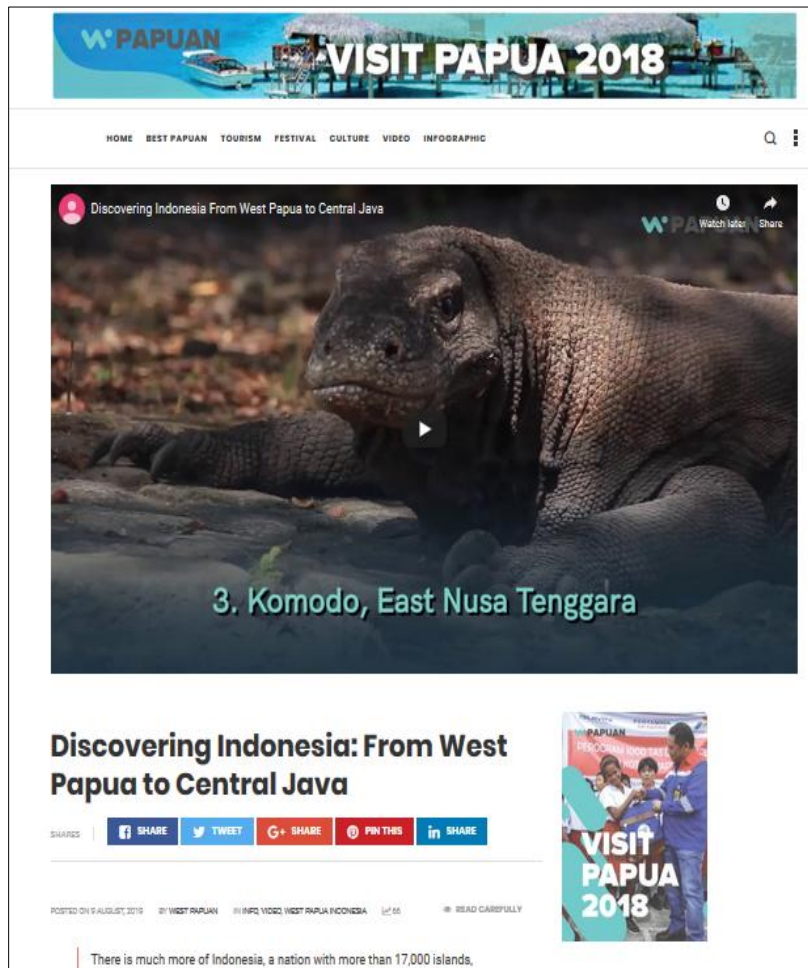 PAPUAN
VISIT PAPUA 2018
HOME BEST PAPUAN TOURISM FESTIVAL CULTURE VIDEO INFOGRAPHIC
Discovering Indonesia From West Papua to Central Java
Watch later Share
3. Komodo, East Nusa Tenggara
Discovering Indonesia: From West
Papua to Central Java
SHARES
SHARE
TWEET
G+ SHARE
PIN THIS
in SHARE
POSTED ON 9 AUGUST, 2019 BY WEST PAPUAN IN INFO, VIDEO, WEST PAPUA INDONESIA 66 READ CAREFULLY
There is much more of Indonesia, a nation with more than 17,000 islands,
PAPUAN
VISIT
PAPUA
2018